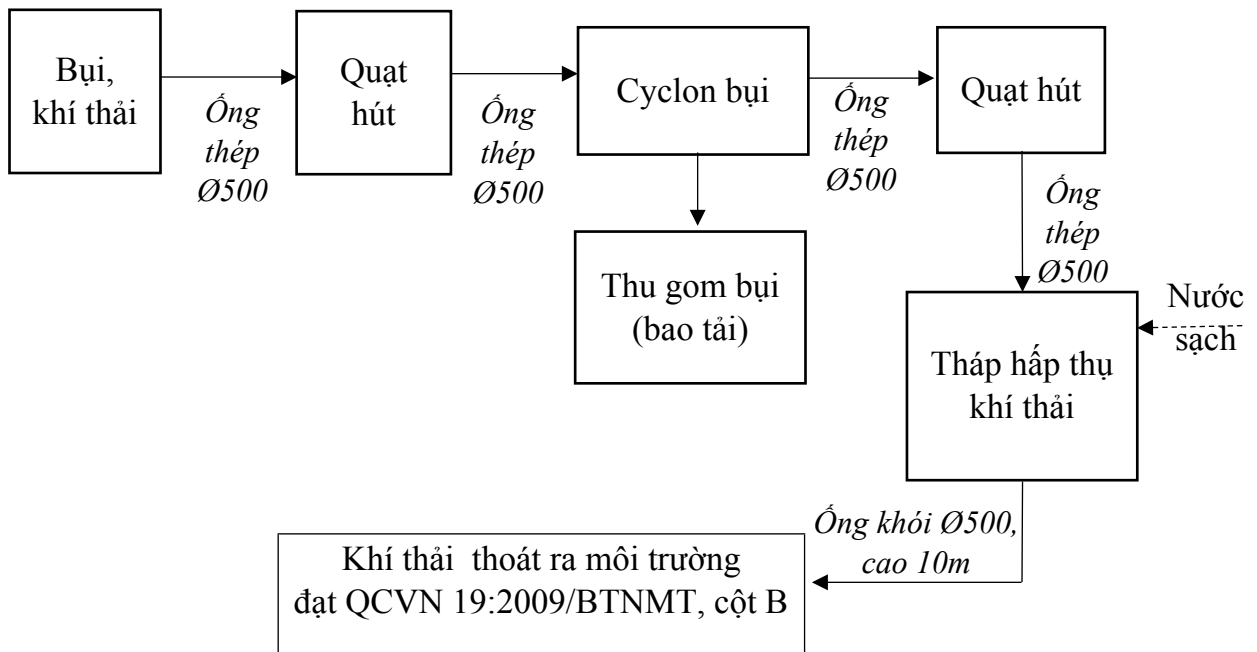 Bụi,
khí thải
Ống
thép
Ø500
Quạt
hút
Ống
thép
Ø500
Cyclon bụi
Ống
thép
Ø500
Quạt hút
Ống
thép
Ø500
Thu gom bụi
(bao tải)
Nước
sạch
Tháp hấp thụ
khí thải
Ống khói Ø500,
cao 10m
Khí thải thoát ra môi trường
đạt QCVN 19:2009/BTNMT, cột B